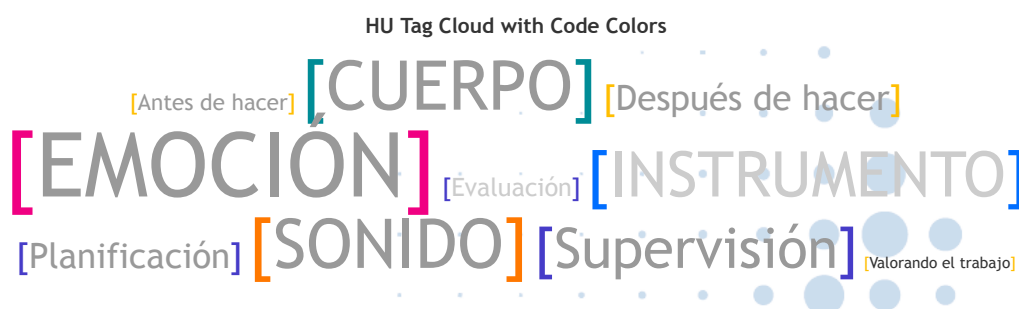 HU Tag Cloud with Code Colors
[Antes de hacer] [CUERPO] [Después de hacer]
[EMOCIÓN] [Evaluación] [INSTRUMENTO]
[Planificación] [SONIDO] [Supervisión] [Valorando el trabajo]